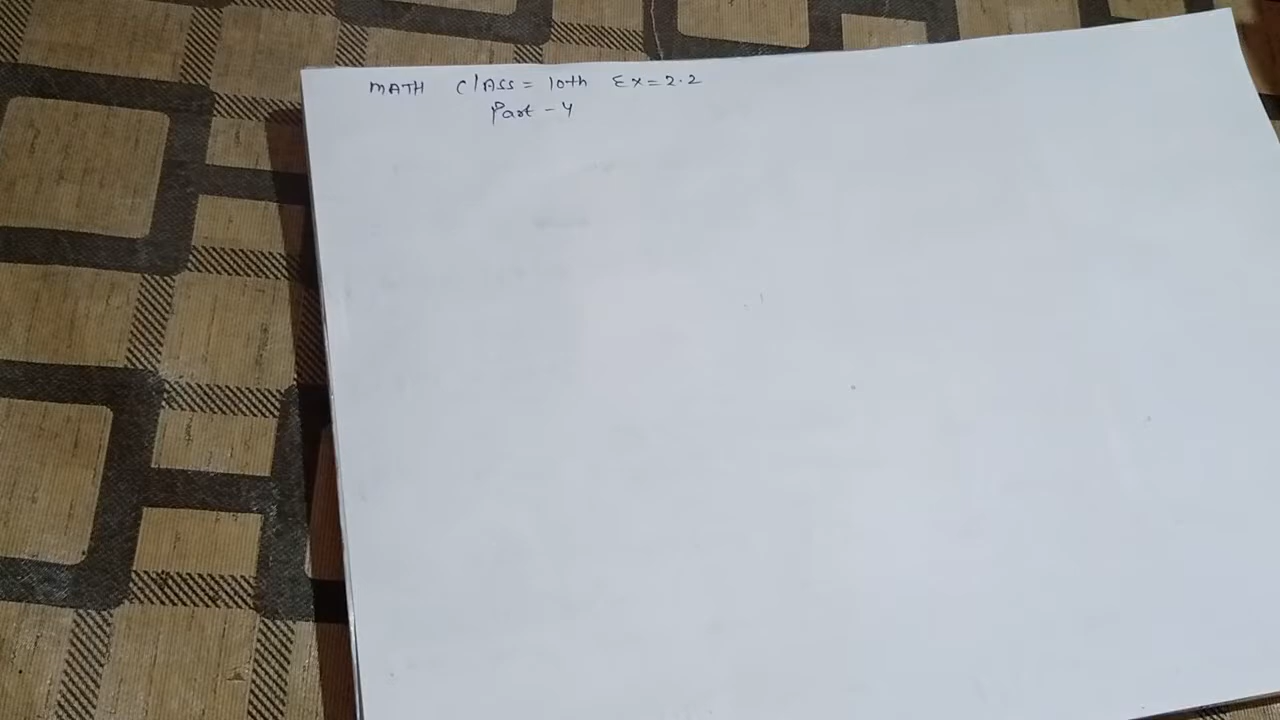 MATH Class = 10th Ex = 2.2
Part - 4